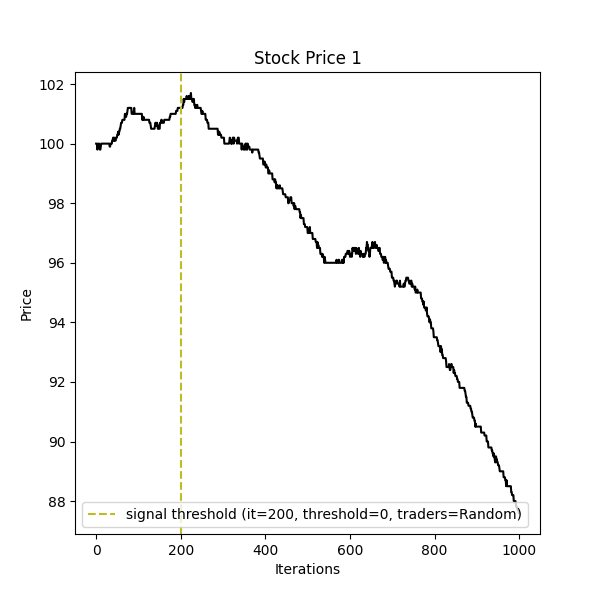 Stock Price 1
102
100
98
96
94
92
90
88
Price
signal threshold (it=200, threshold=0, traders=Random)
0 200 400 600 800 1000
Iterations